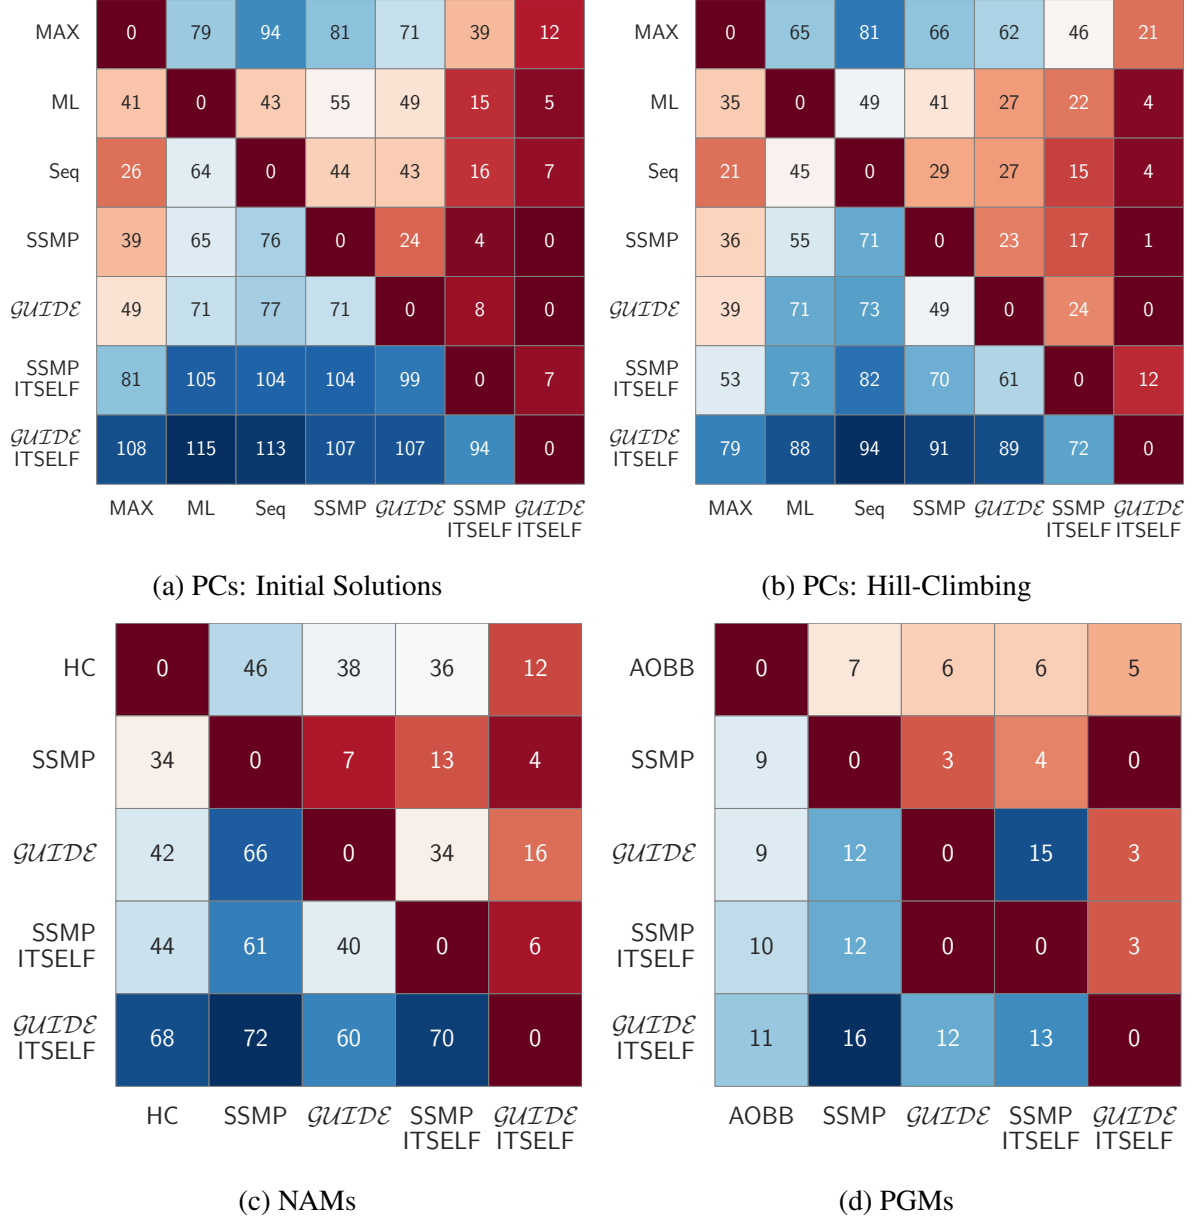 MAX 0 79 94 81 71 39 12
ML 41 0 43 55 49 15 5
Seq 26 64 0 44 43 16 7
SSMP 39 65 76 0 24 4 0
GUIDE 49 71 77 71 0 8 0
SSMP
ITSELF 81 105 104 104 99 0 7
GUIDE
ITSELF 108 115 113 107 107 94 0
MAX ML Seq SSMP GUIDE SSMP GUIDE
ITSELF ITSELF
(a) PCs: Initial Solutions
MAX 0 65 81 66 62 46 21
ML 35 0 49 41 27 22 4
Seq 21 45 0 29 27 15 4
SSMP 36 55 71 0 23 17 1
GUIDE 39 71 73 49 0 24 0
SSMP
ITSELF 53 73 82 70 61 0 12
GUIDE
ITSELF 79 88 94 91 89 72 0
MAX ML Seq SSMP GUIDE SSMP GUIDE
ITSELF ITSELF
(b) PCs: Hill-Climbing
HC 0 46 38 36 12
SSMP 34 0 7 13 4
GUIDE 42 66 0 34 16
SSMP
ITSELF 44 61 40 0 6
GUIDE
ITSELF 68 72 60 70 0
HC SSMP GUIDE SSMP GUIDE
ITSELF ITSELF
(c) NAMs
AOBB 0 7 6 6 5
SSMP 9 0 3 4 0
GUIDE 9 12 0 15 3
SSMP
ITSELF 10 12 0 0 3
GUIDE
ITSELF 11 16 12 13 0
AOBB SSMP GUIDE SSMP GUIDE
ITSELF ITSELF
(d) PGMs